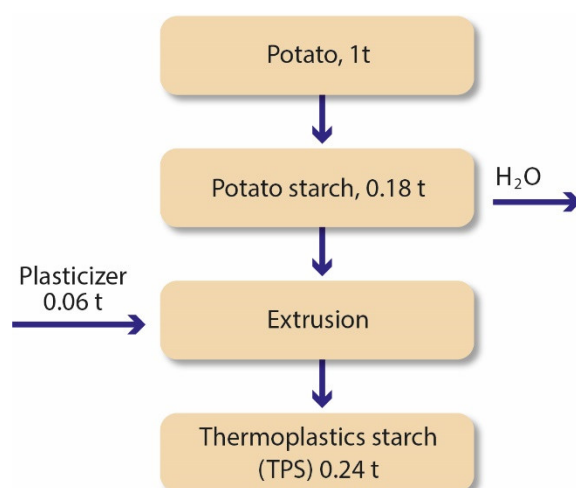 Potato, 1t
Potato starch, 0.18 t
H₂O
Plasticizer
0.06 t
Extrusion
Thermoplastics starch
(TPS) 0.24 t